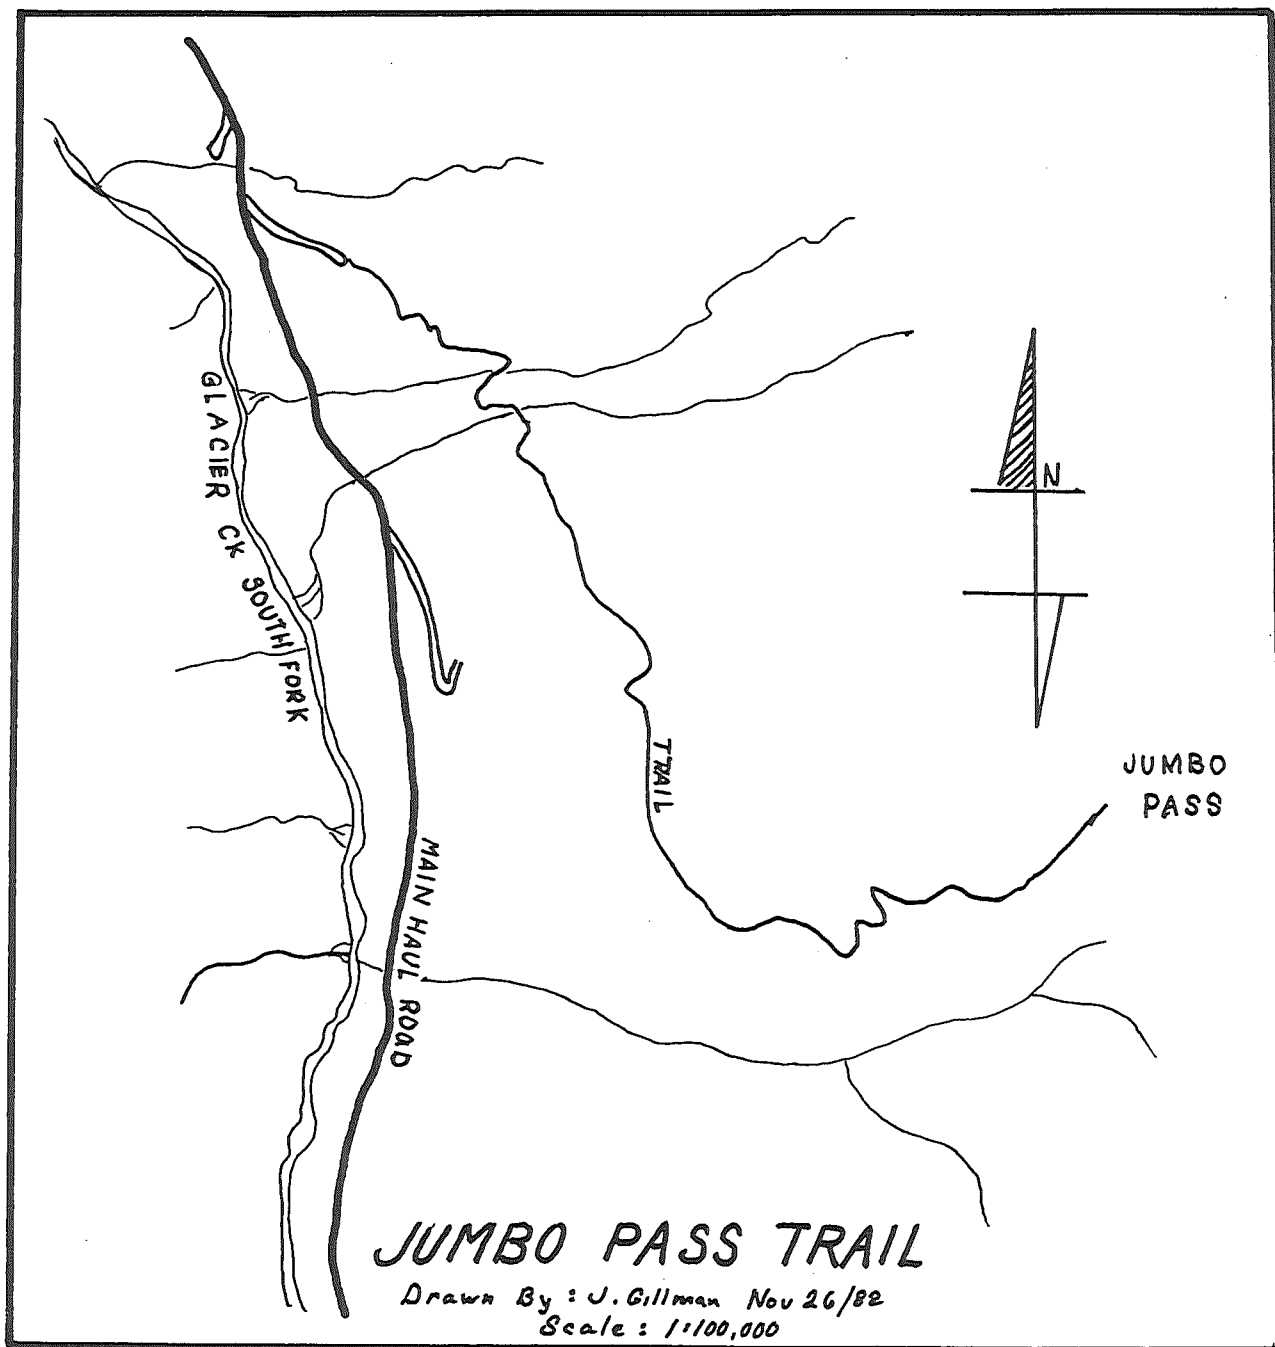 GLACIER CK SOUTH FORK
N
TRAIL
JUMBO
PASS
MAIN HAUL ROAD
JUMBO PASS TRAIL
Drawn By : J. Gillman Nov 26/82
Scale : 1:100,000